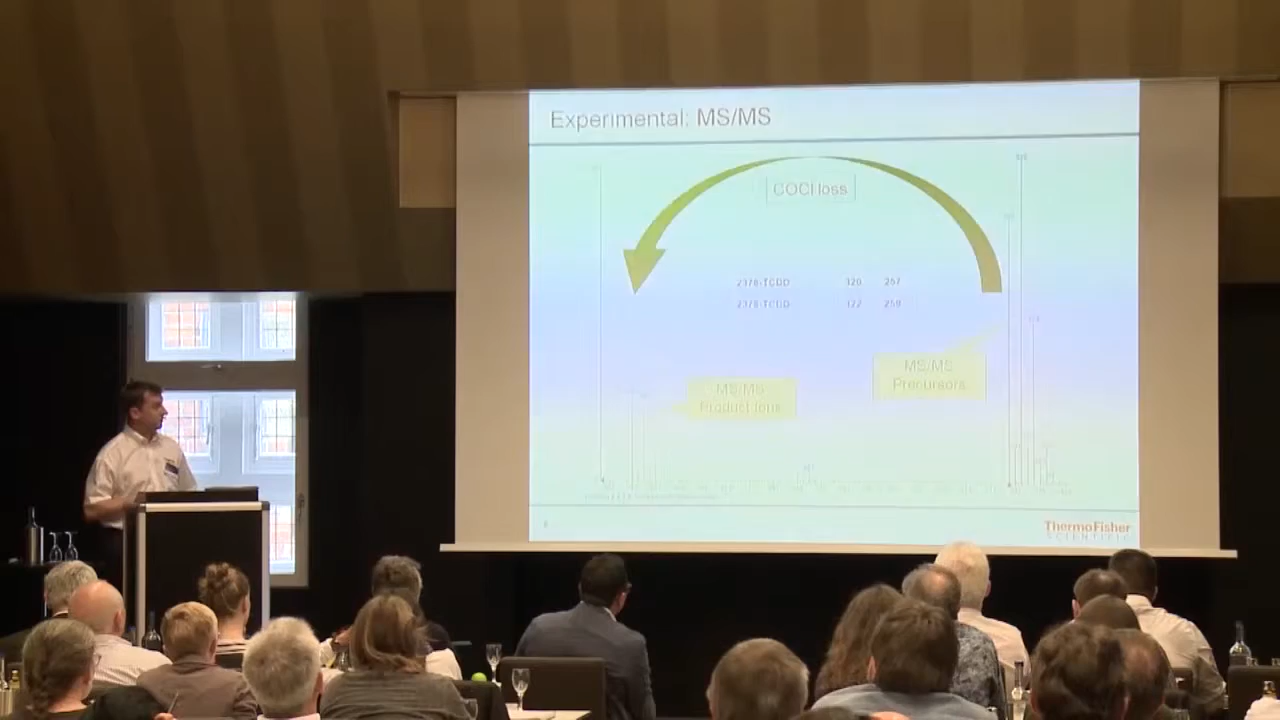 Experimental: MS/MS
COCl loss
2378-TCDD 320 257
2378-TCDD 322 259
MS/MS
Precursors
MS/MS
Product Ions
ThermoFisher
SCIENTIFIC